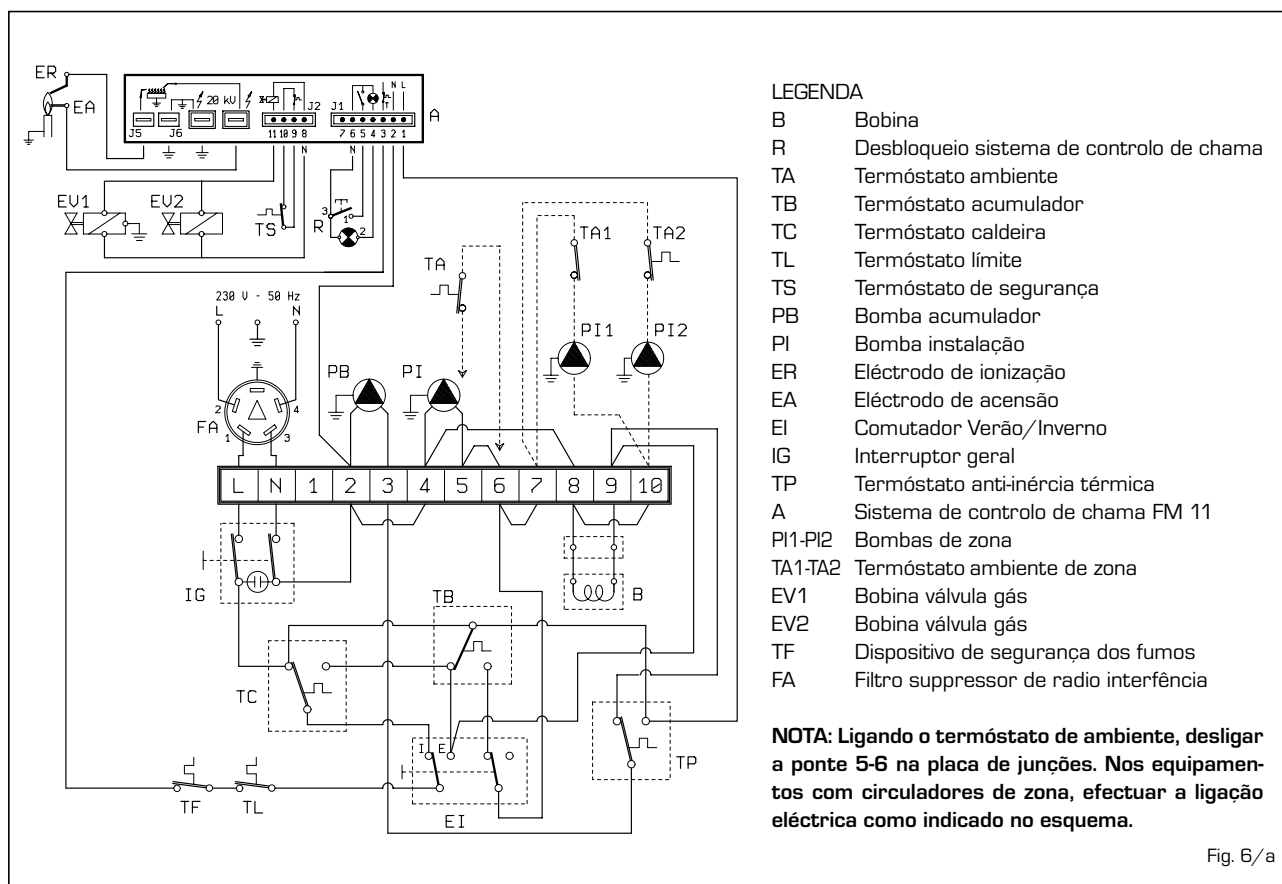 ER
EA
20 kV
J5
J6
J2
J1
N L
T
A
11 10 9 8
7 6 5 4 3 2 1
N
N
EV1
EV2
TS
R
3
1
2
TA
TA1
TA2
230 V - 50 Hz
L
N
PI1
PI2
PB
PI
2
4
FA
1
3
L N 1 2 3 4 5 6 7 8 9 10
IG
TB
B
TC
I
E
TP
TF
TL
EI
LEGENDA
B Bobina
R Desbloqueio sistema de controlo de chama
TA Termóstato ambiente
TB Termóstato acumulador
TC Termóstato caldeira
TL Termóstato límite
TS Termóstato de segurança
PB Bomba acumulador
PI Bomba instalação
ER Eléctrodo de ionização
EA Eléctrodo de acensão
EI Comutador Verão/Inverno
IG Interruptor geral
TP Termóstato anti-inércia térmica
A Sistema de controlo de chama FM 11
PI1-PI2 Bombas de zona
TA1-TA2 Termóstato ambiente de zona
EV1 Bobina válvula gás
EV2 Bobina válvula gás
TF Dispositivo de segurança dos fumos
FA Filtro suppressor de radio interfência
NOTA: Ligando o termóstato de ambiente, desligar
a ponte 5-6 na placa de junções. Nos equipamen-
tos com circuladores de zona, efectuar a ligação
eléctrica como indicado no esquema.
Fig. 6/a